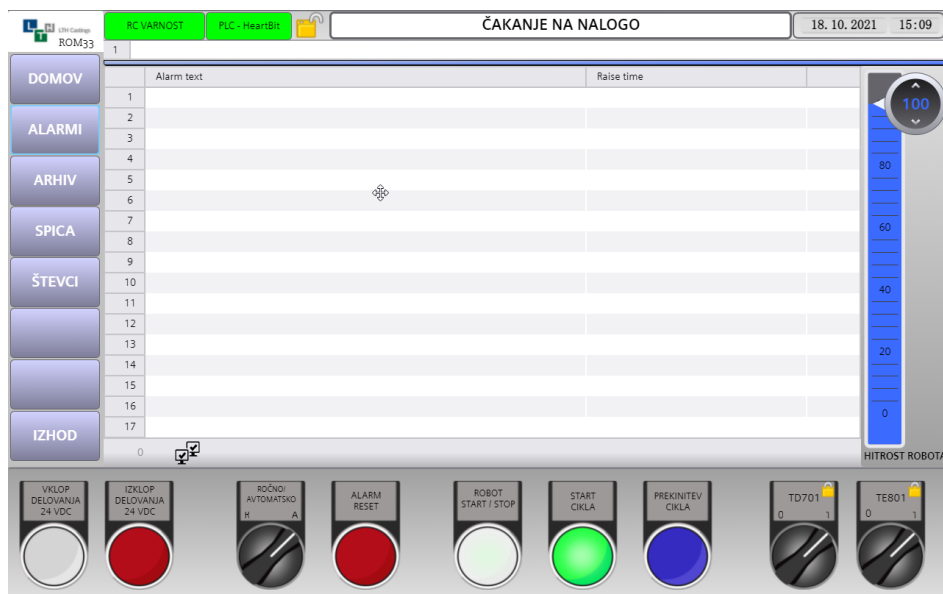 LTH Castings
ROM33
RC VARNOST
PLC - HeartBit
ČAKANJE NA NALOGO
18. 10. 2021 15:09
1
DOMOV
ALARMI
ARHIV
SPICA
ŠTEVCI
IZHOD
Alarm text Raise time
1
2
3
4
5
6
7
8
9
10
11
12
13
14
15
16
17
0
100
80
60
40
20
0
HITROST ROBOTA
VKLOP
DELOVANJA
24 VDC
IZKLOP
DELOVANJA
24 VDC
ROČNO/
AVTOMATSKO
H A
ALARM
RESET
ROBOT
START / STOP
START
CIKLA
PREKINITEV
CIKLA
TD701
0 1
TE801
0 1